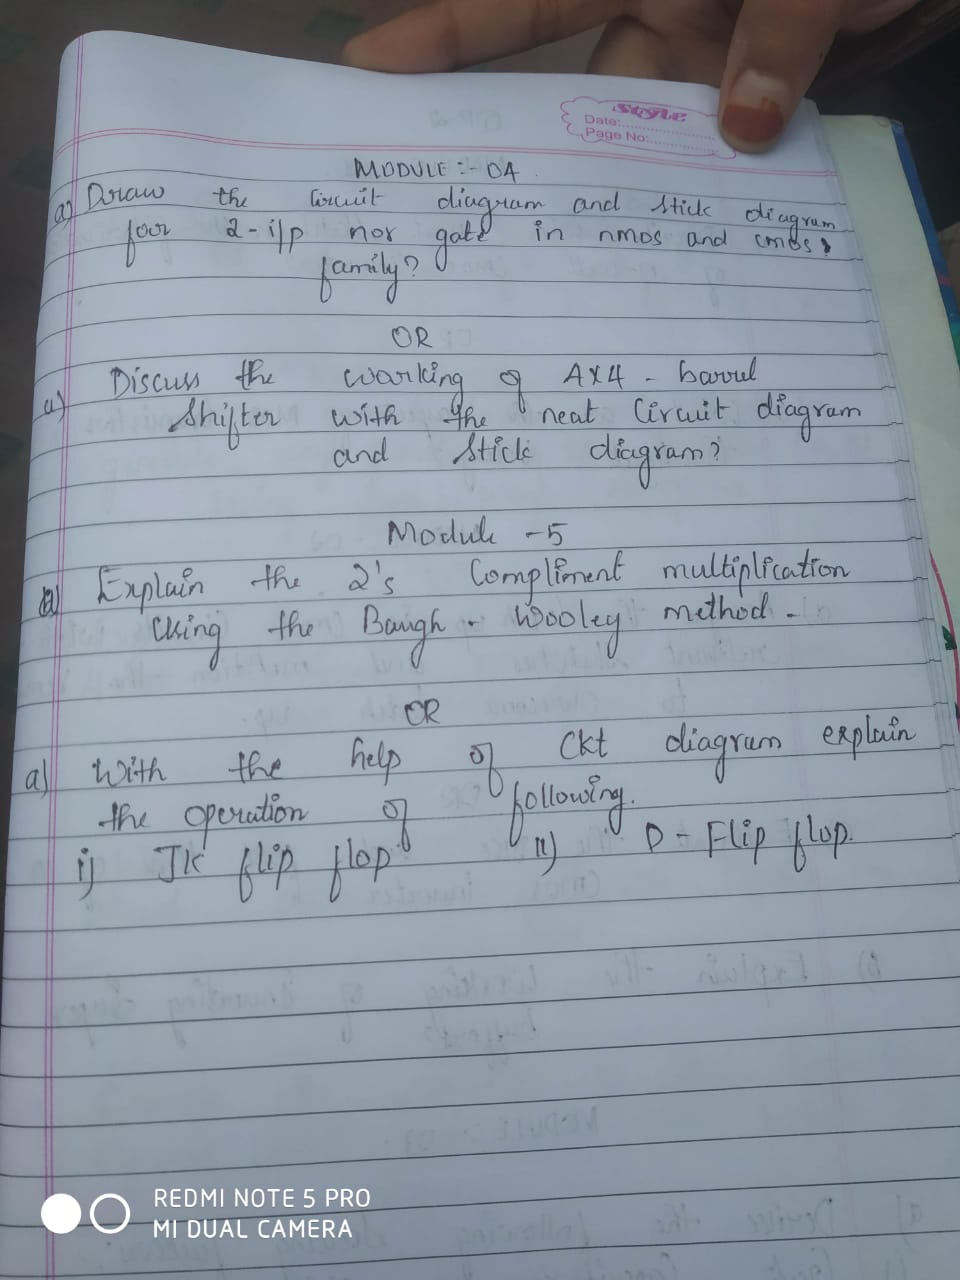 Style
Date:
Page No:
MODULE :- 04
a) Draw the Circuit diagram and stick diagram
for 2-i/p nor gate in nmos and cmos
family?
OR
a) Discuss the working of 4x4 - barrel
shifter with the neat Circuit diagram
and stick diagram?
Module - 5
a) Explain the 2's Compliment multiplication
Using the Baugh - Wooley method -
OR
a) With the help of Ckt diagram explain
the operation of following.
i) JK flip flop ii) D - Flip flop.
REDMI NOTE 5 PRO
MI DUAL CAMERA